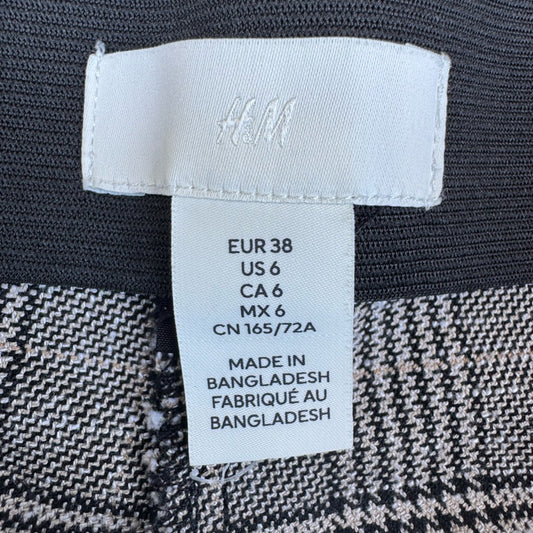 H&M
EUR 38
US 6
CA 6
MX 6
CN 165/72A
MADE IN
BANGLADESH
FABRIQUÉ AU
BANGLADESH